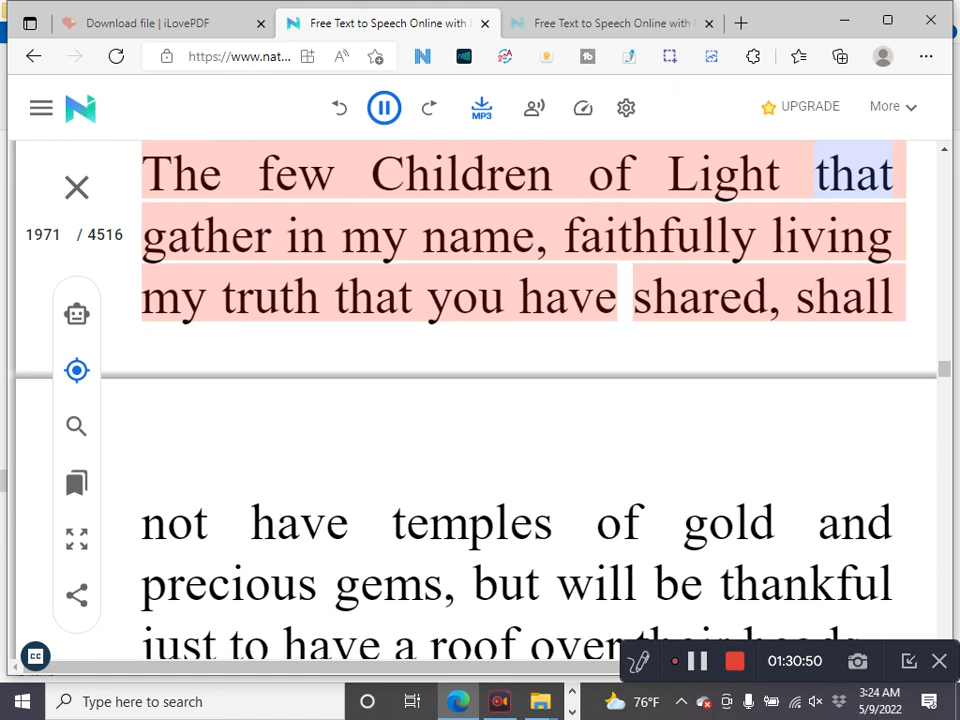 Download file | iLovePDF
Free Text to Speech Online with
Free Text to Speech Online with
https://www.nat...
MP3
UPGRADE
More
1971 / 4516
The few Children of Light that
gather in my name, faithfully living
my truth that you have shared, shall
not have temples of gold and
precious gems, but will be thankful
just to have a roof over their heads
CC
01:30:50
Type here to search
76°F
3:24 AM
5/9/2022